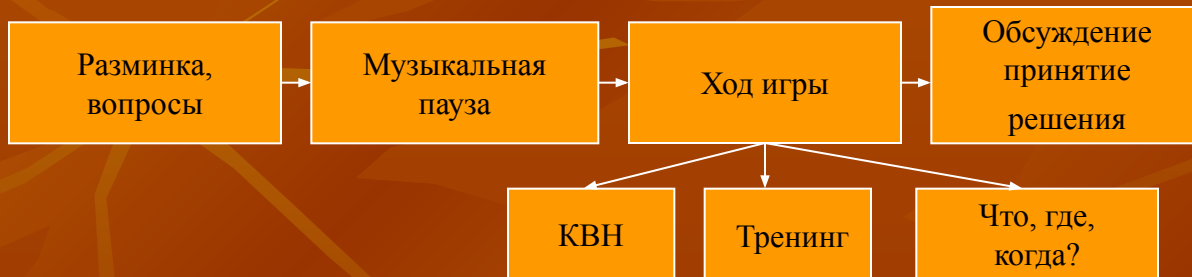 Разминка,
вопросы
Музыкальная
пауза
Ход игры
Обсуждение
принятие
решения
КВН
Тренинг
Что, где,
когда?